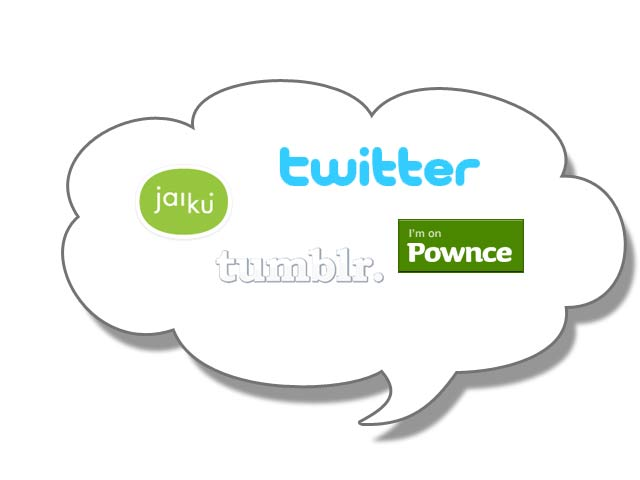 twitter
jaiku
I'm on
Pownce
tumblr.